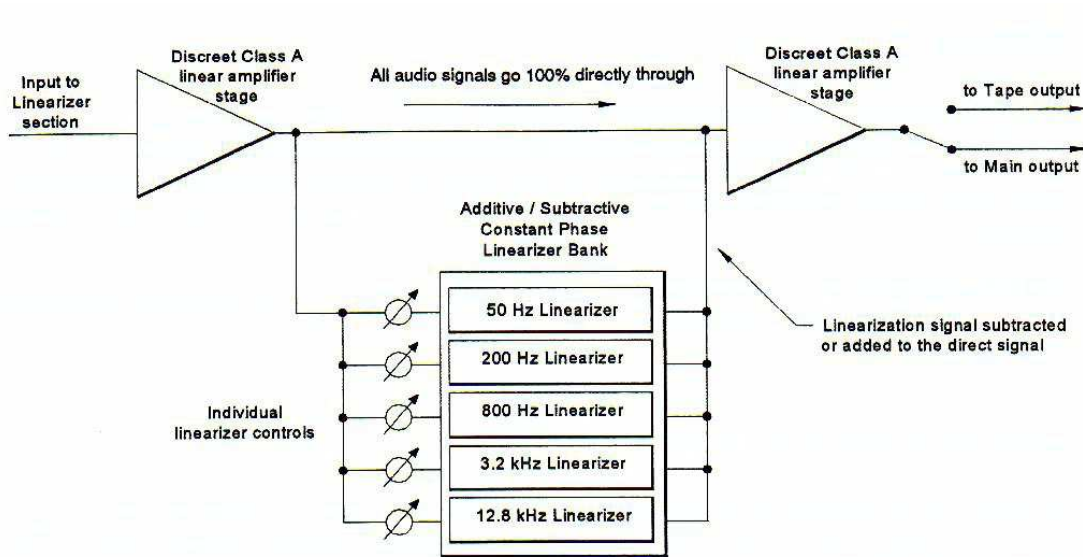 Discreet Class A
linear amplifier
stage
Input to
Linearizer
section
All audio signals go 100% directly through
Discreet Class A
linear amplifier
stage
to Tape output
to Main output
Additive / Subtractive
Constant Phase
Linearizer Bank
50 Hz Linearizer
200 Hz Linearizer
800 Hz Linearizer
3.2 kHz Linearizer
12.8 kHz Linearizer
Individual
linearizer controls
Linearization signal subtracted
or added to the direct signal